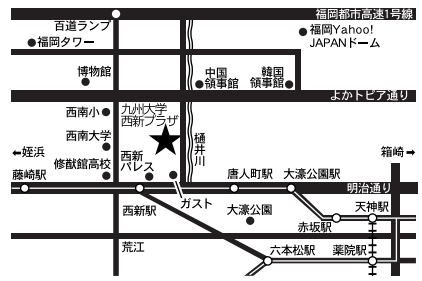 福岡都市高速1号線
百道ランプ
福岡タワー
福岡Yahoo!
JAPANドーム
博物館
中国
領事館
韓国
領事館
よかトピア通り
西南小
九州大学
西新プラザ
樋井川
西南大学
←姪浜
修猷館高校
西新
パレス
箱崎→
藤崎駅
唐人町駅
大濠公園駅
明治通り
西新駅
ガスト
大濠公園
天神駅
赤坂駅
荒江
六本松駅
薬院駅